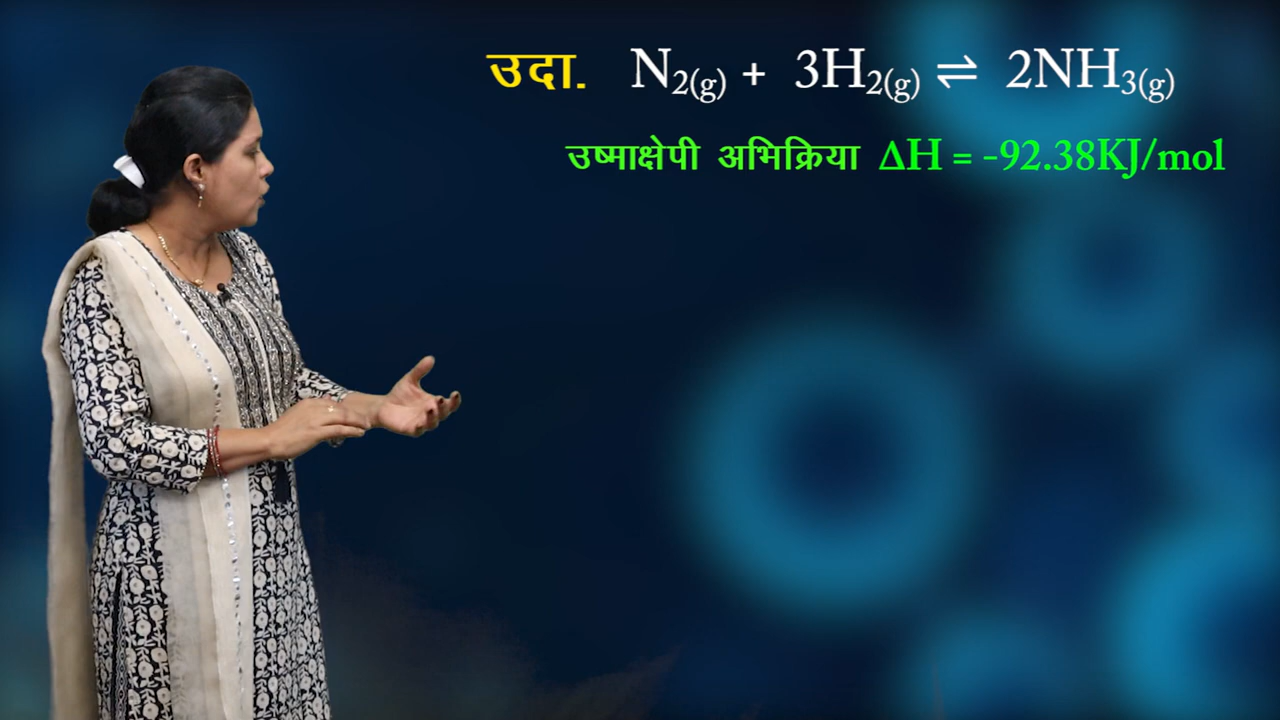 उदा. N₂(g) + 3H₂(g) ⇌ 2NH₃(g)
उष्माक्षेपी अभिक्रिया ΔH = -92.38KJ/mol